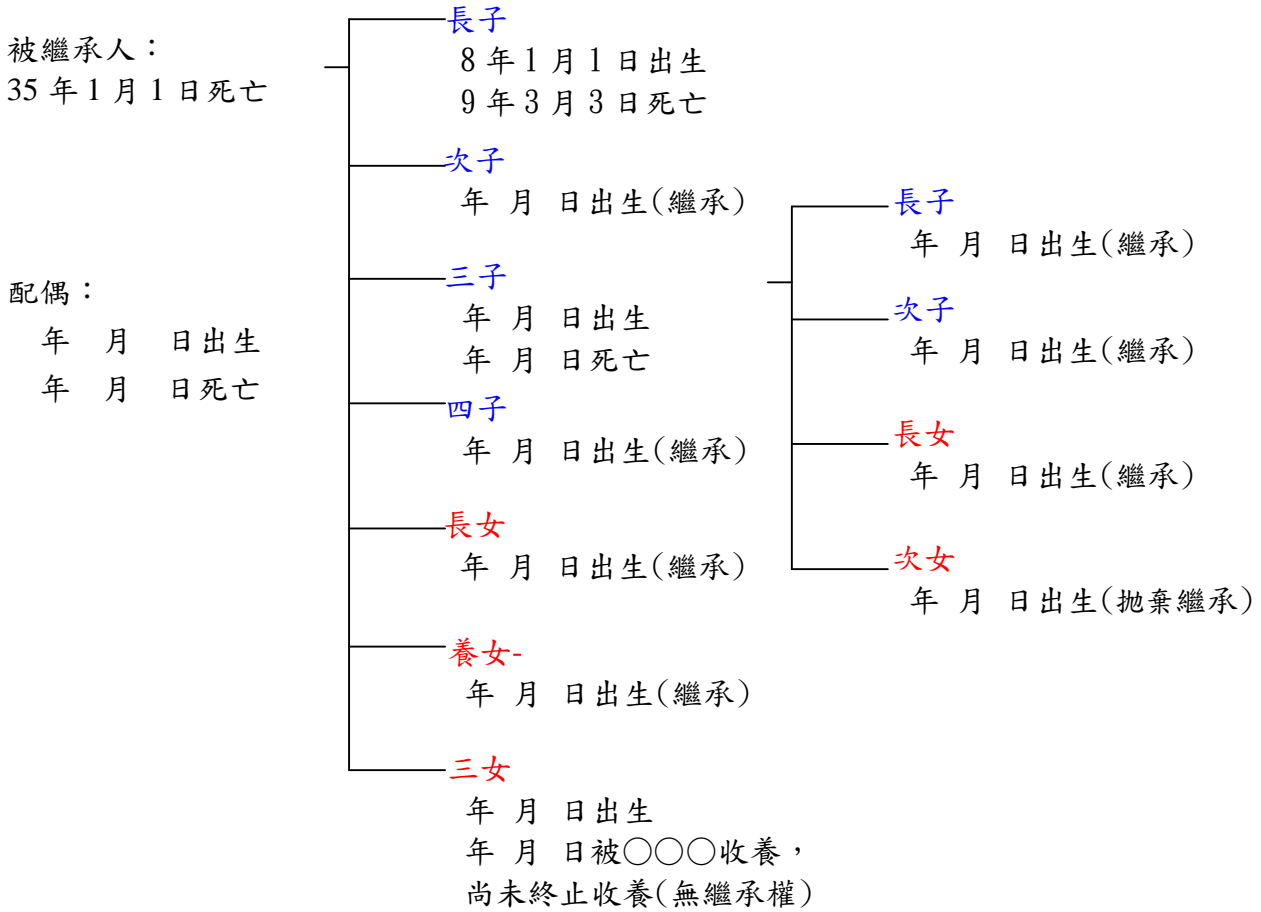 被繼承人：
35 年 1 月 1 日死亡
配偶：
年 月 日出生
年 月 日死亡
長子
8 年 1 月 1 日出生
9 年 3 月 3 日死亡
次子
年 月 日出生(繼承)
三子
年 月 日出生
年 月 日死亡
四子
年 月 日出生(繼承)
長女
年 月 日出生(繼承)
養女-
年 月 日出生(繼承)
三女
年 月 日出生
年 月 日被○○○收養，
尚未終止收養(無繼承權)
長子
年 月 日出生(繼承)
次子
年 月 日出生(繼承)
長女
年 月 日出生(繼承)
次女
年 月 日出生(拋棄繼承)